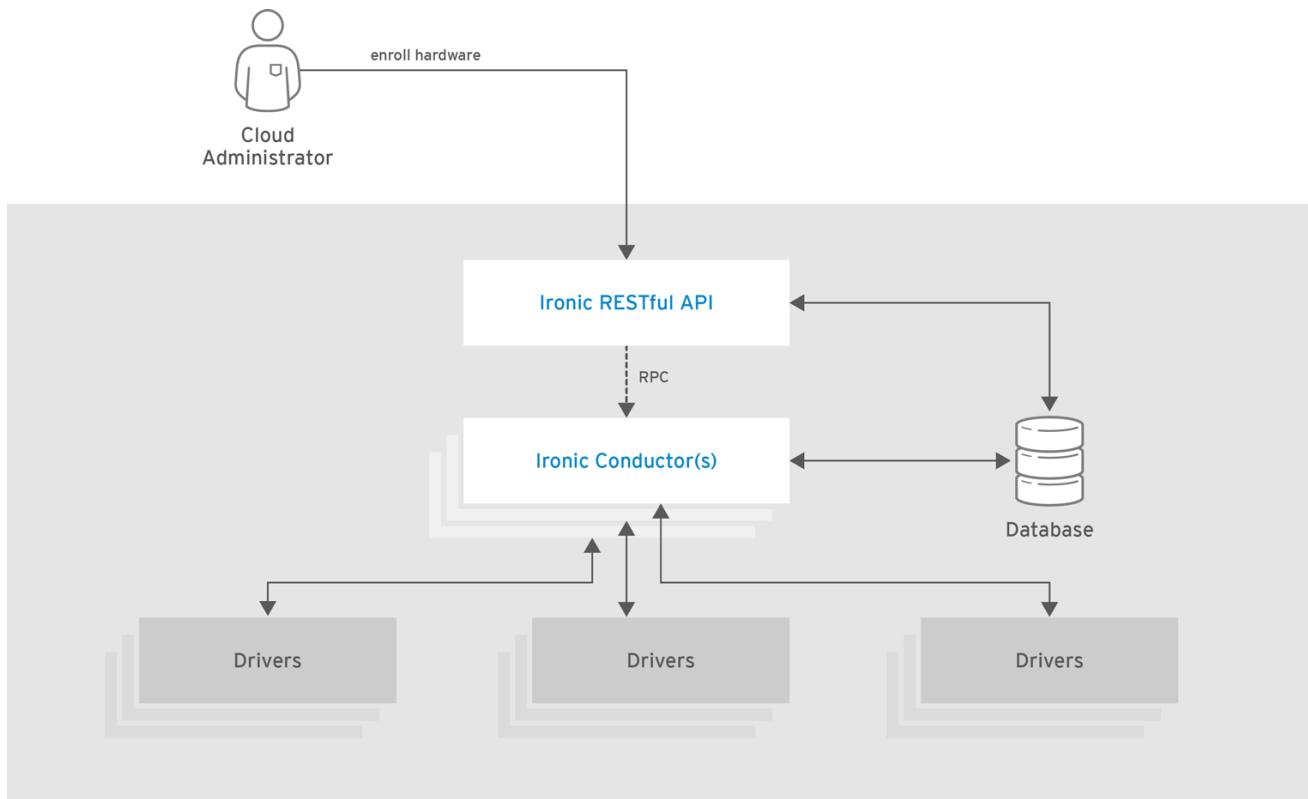 enroll hardware
Cloud
Administrator
Ironic RESTful API
RPC
Ironic Conductor(s)
Database
Drivers
Drivers
Drivers